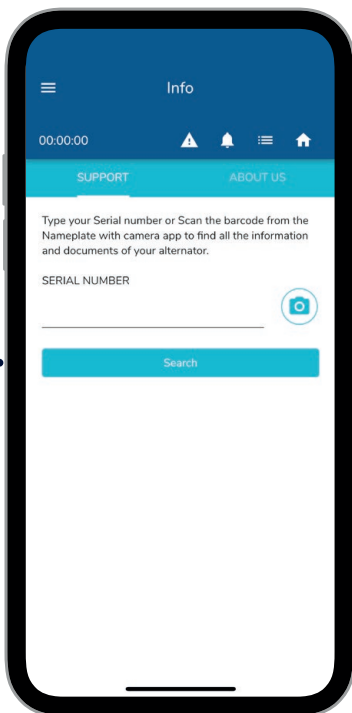 Info
00:00:00
SUPPORT ABOUT US
Type your Serial number or Scan the barcode from the
Nameplate with camera app to find all the information
and documents of your alternator.
SERIAL NUMBER
Search